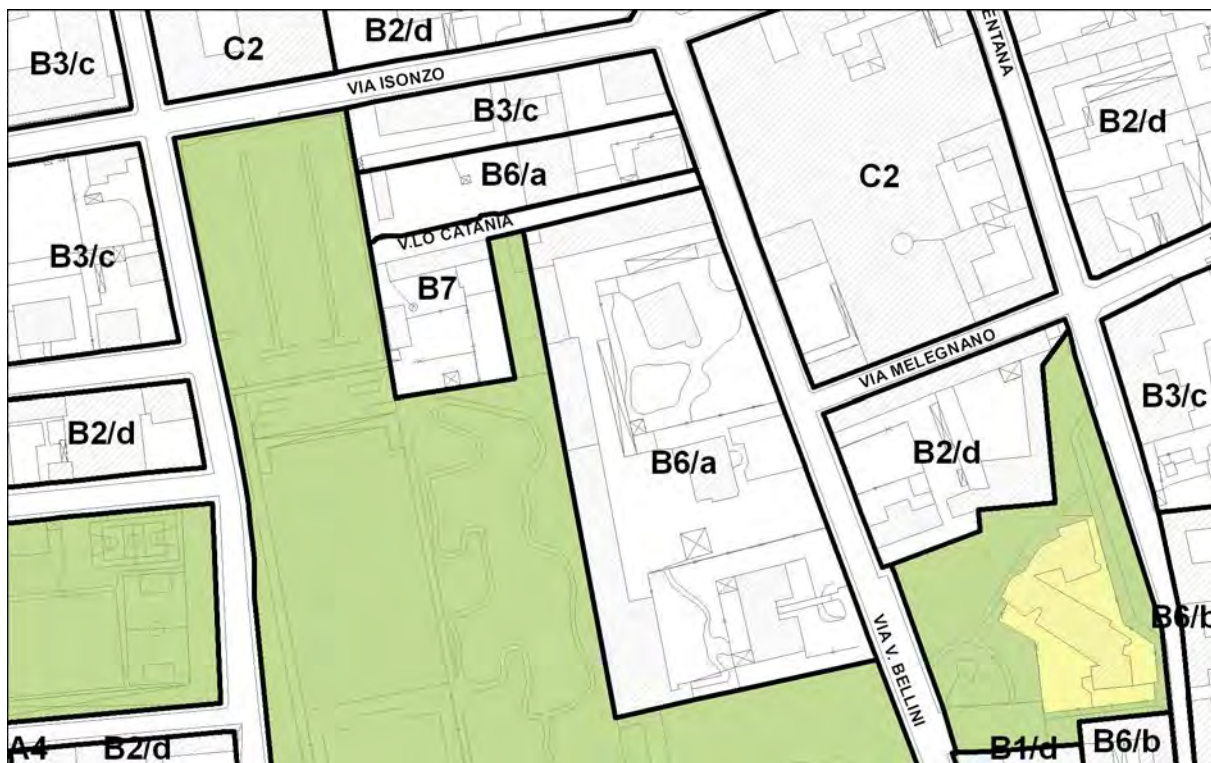 B2/d
B3/c
C2
VIA ISONZO
ENTANA
B3/c
B2/d
B6/a
C2
V.LO CATANIA
B3/c
B7
VIA MELEGNANO
B3/c
B2/d
B2/d
B6/a
B6/b
VIA V. BELLINI
A4
B2/d
B1/d
B6/b